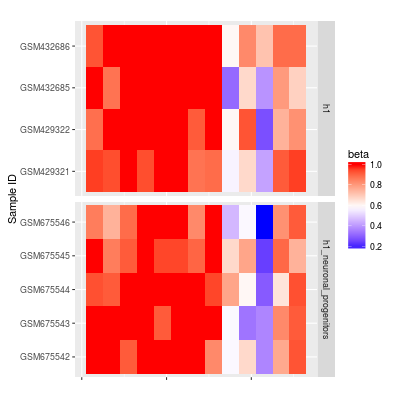 GSM432686
GSM432685
GSM429322
GSM429321
h1
GSM675546
GSM675545
GSM675544
GSM675543
GSM675542
h1_neuronal_progenitors
Sample ID
beta
1.0
0.8
0.6
0.4
0.2